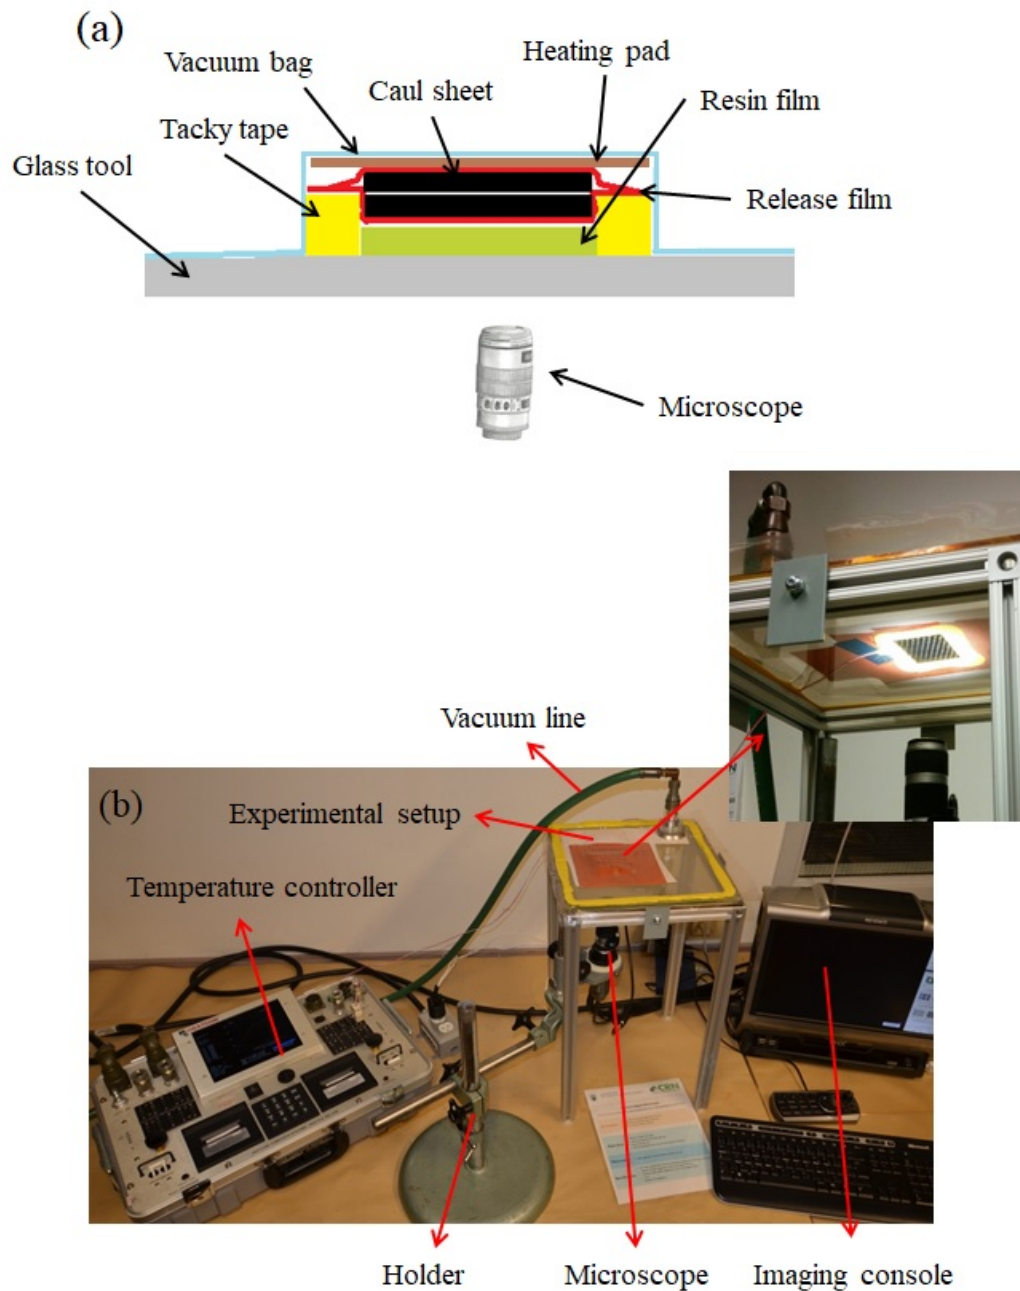 (a)
Vacuum bag
Heating pad
Caul sheet
Resin film
Tacky tape
Glass tool
Release film
Microscope
Vacuum line
(b)
Experimental setup
Temperature controller
Holder
Microscope
Imaging console